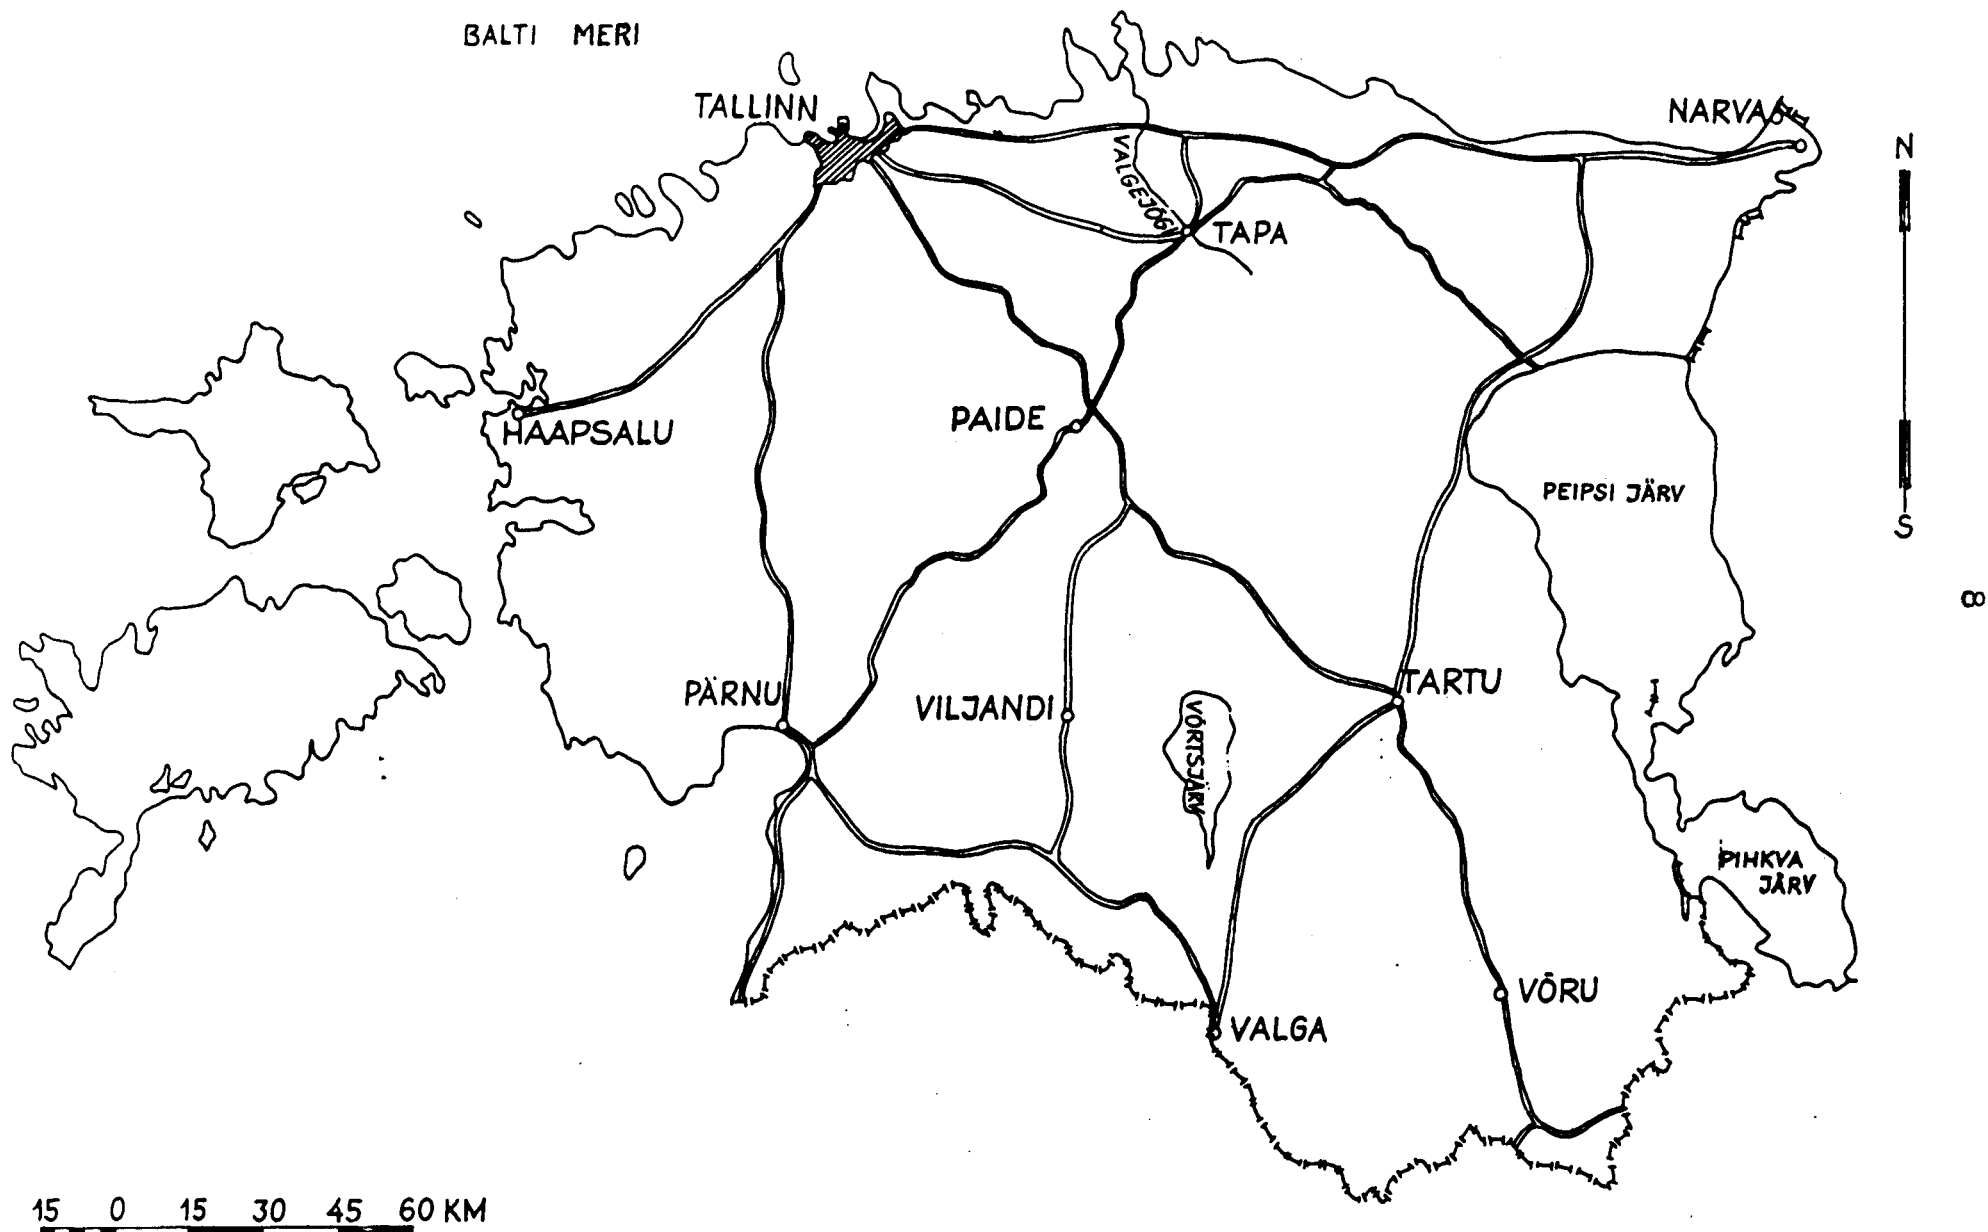 BALTI MERI
TALLINN
NARVA
N
VALGEJÕGI
TAPA
HAAPSALU
PAIDE
PEIPSI JÄRV
S
8
PÄRNU
VILJANDI
VÕRTSJÄRV
TARTU
PIHKVA
JÄRV
VÕRU
VALGA
15 0 15 30 45 60 KM